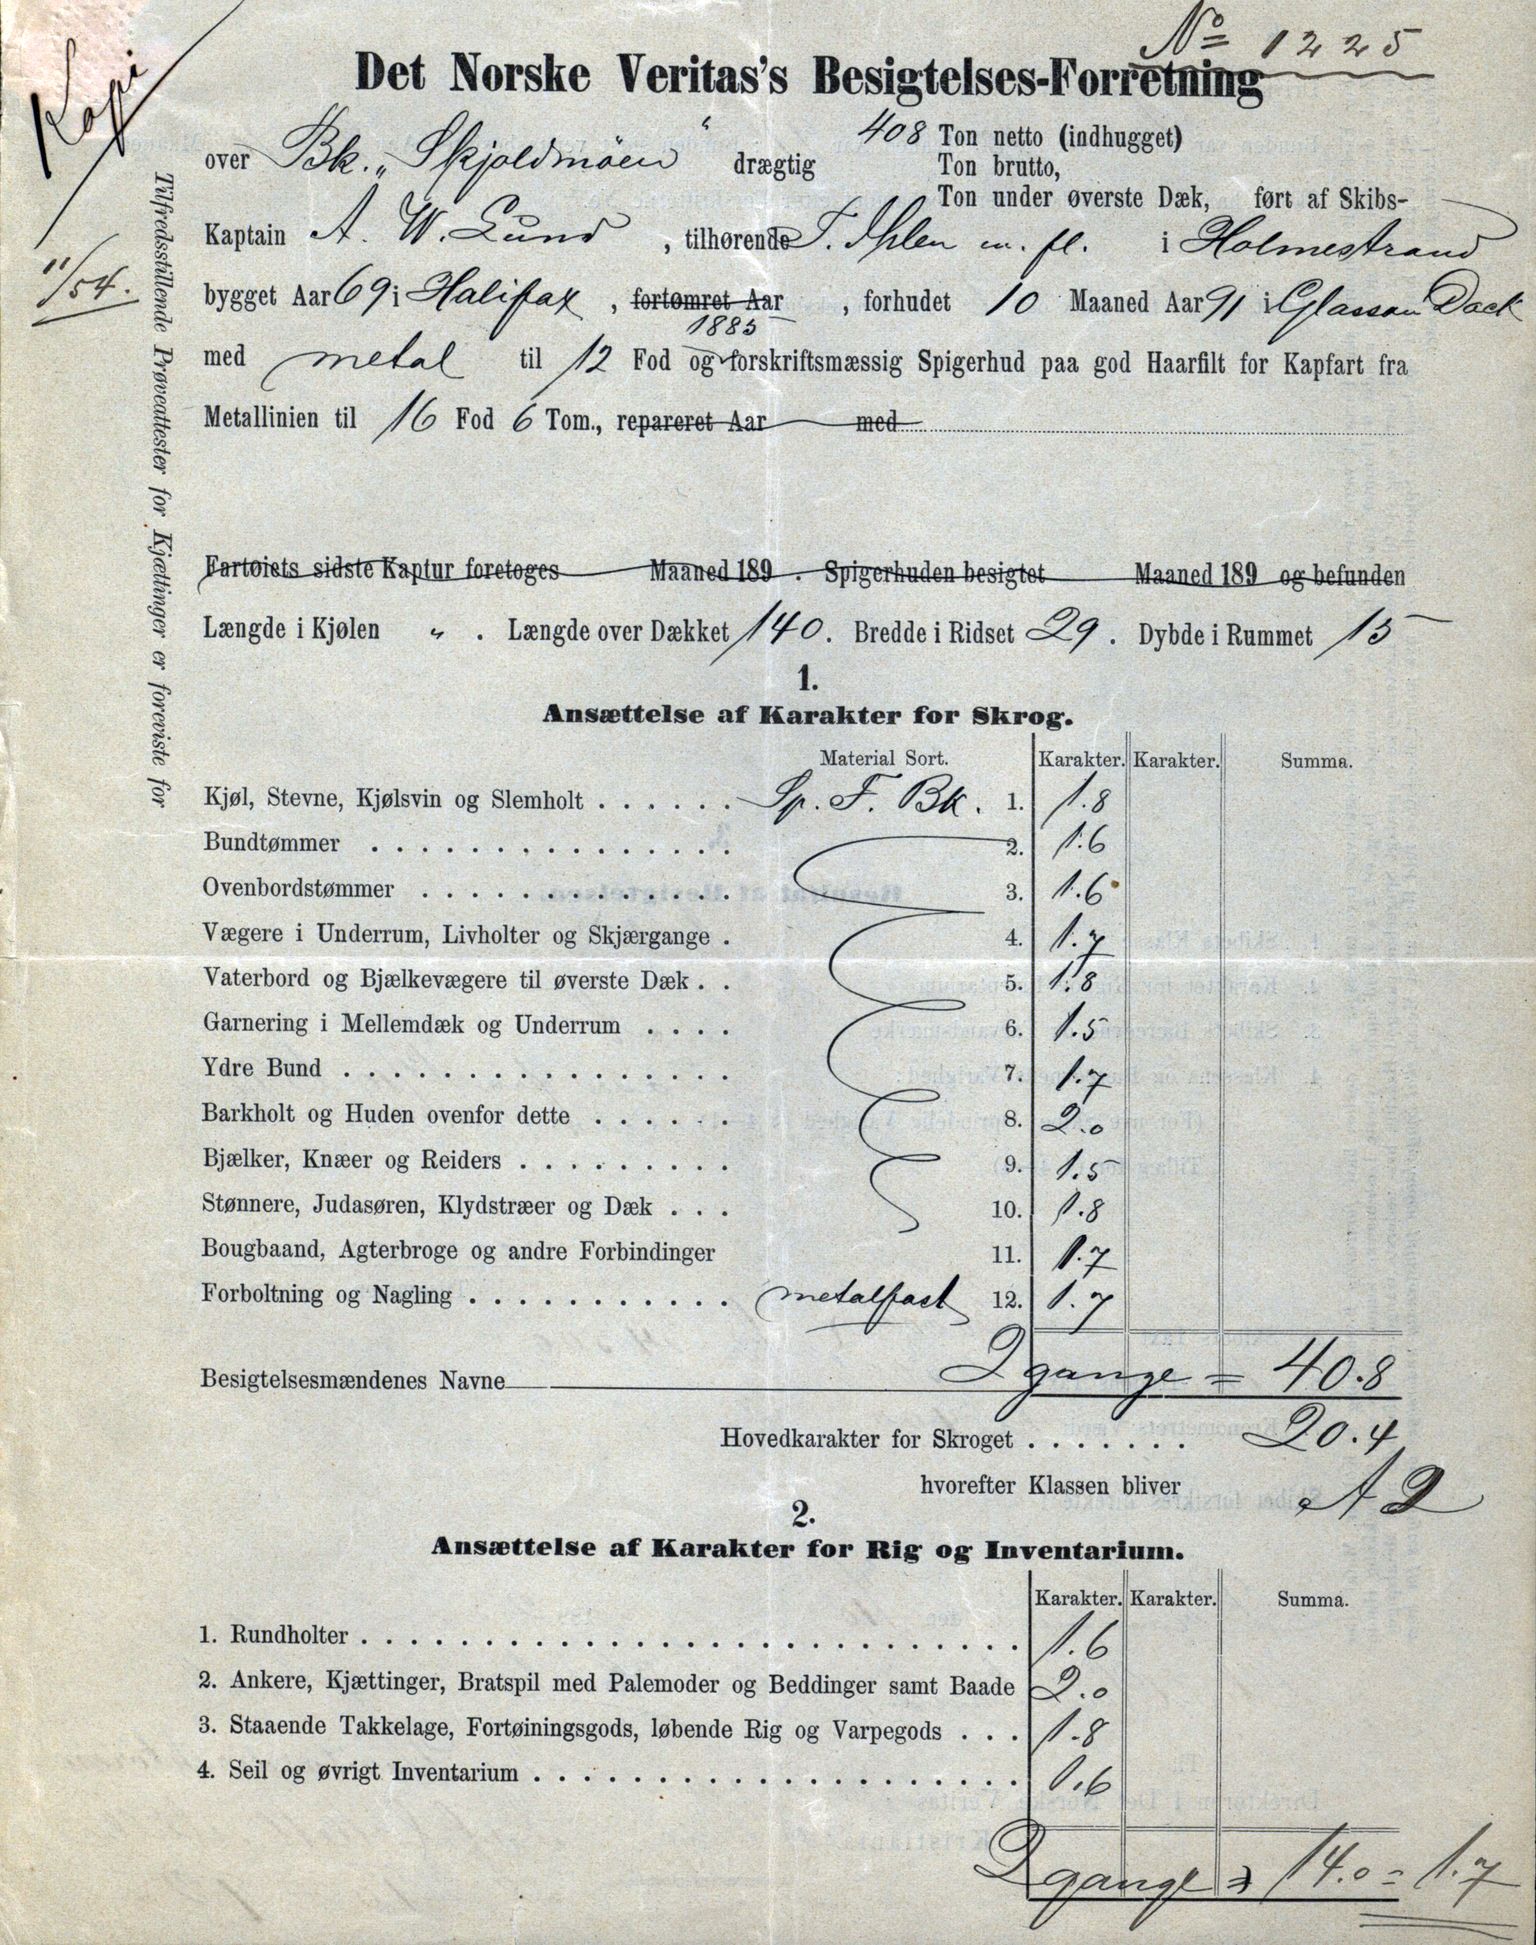 Kopi
No 1225
Det Norske Veritas's Besigtelses-Forretning
over Bk. „Skjoldmöen" drægtig 408 Ton netto (indhugget)
Ton brutto,
Ton under øverste Dæk, ført af Skibs-
Kaptain A. W. Lund, tilhørende T. Ihlen m. fl. i Holmestrand
11/54.
bygget Aar 69 i Halifax, fortømret Aar , forhudet 10 Maaned Aar 91 i Glasson Dock
1885
med metal til 12 Fod og forskriftsmæssig Spigerhud paa god Haarfilt for Kapfart fra
Metallinien til 16 Fod 6 Tom., repareret Aar med
Tilfredsstillende Prøveattester for Kjættinger er foreviste for
Fartøiets sidste Kaptur foretoges Maaned 189 . Spigerhuden besigtet Maaned 189 og befunden
Længde i Kjølen „ . Længde over Dækket 140. Bredde i Ridset 29. Dybde i Rummet 15
1.
Ansættelse af Karakter for Skrog.
Material Sort. Karakter. Karakter. Summa.
Kjøl, Stevne, Kjølsvin og Slemholt . . . . . . Sp. F. Bk. 1. 1.8
Bundtømmer . . . . . . . . . . . . . . 2. 1.6
Ovenbordstømmer . . . . . . . . . . . . 3. 1.6
Vægere i Underrum, Livholter og Skjærgange . 4. 1.7
Vaterbord og Bjælkevægere til øverste Dæk . . 5. 1.8
Garnering i Mellemdæk og Underrum . . . . 6. 1.5
Ydre Bund . . . . . . . . . . . . . . . 7. 1.7
Barkholt og Huden ovenfor dette . . . . . . 8. 2.0
Bjælker, Knæer og Reiders . . . . . . . . . 9. 1.5
Stønnere, Judasøren, Klydstræer og Dæk . . . 10. 1.8
Bougbaand, Agterbroge og andre Forbindinger 11. 1.7
Forboltning og Nagling . . . . . . . . . . . metalfast 12. 1.7
2 gange = 40.8
Besigtelsesmændenes Navne
Hovedkarakter for Skroget . . . . . . . 20.4
hvorefter Klassen bliver A 2
2.
Ansættelse af Karakter for Rig og Inventarium.
Karakter. Karakter. Summa.
1. Rundholter . . . . . . . . . . . . . . . . . . . . . . . . . . 1.6
2. Ankere, Kjættinger, Bratspil med Palemoder og Beddinger samt Baade 2.0
3. Staaende Takkelage, Fortøiningsgods, løbende Rig og Varpegods . . . 1.8
4. Seil og øvrigt Inventarium . . . . . . . . . . . . . . . . . . . 1.6
2 gange = 14.0 = 1.7